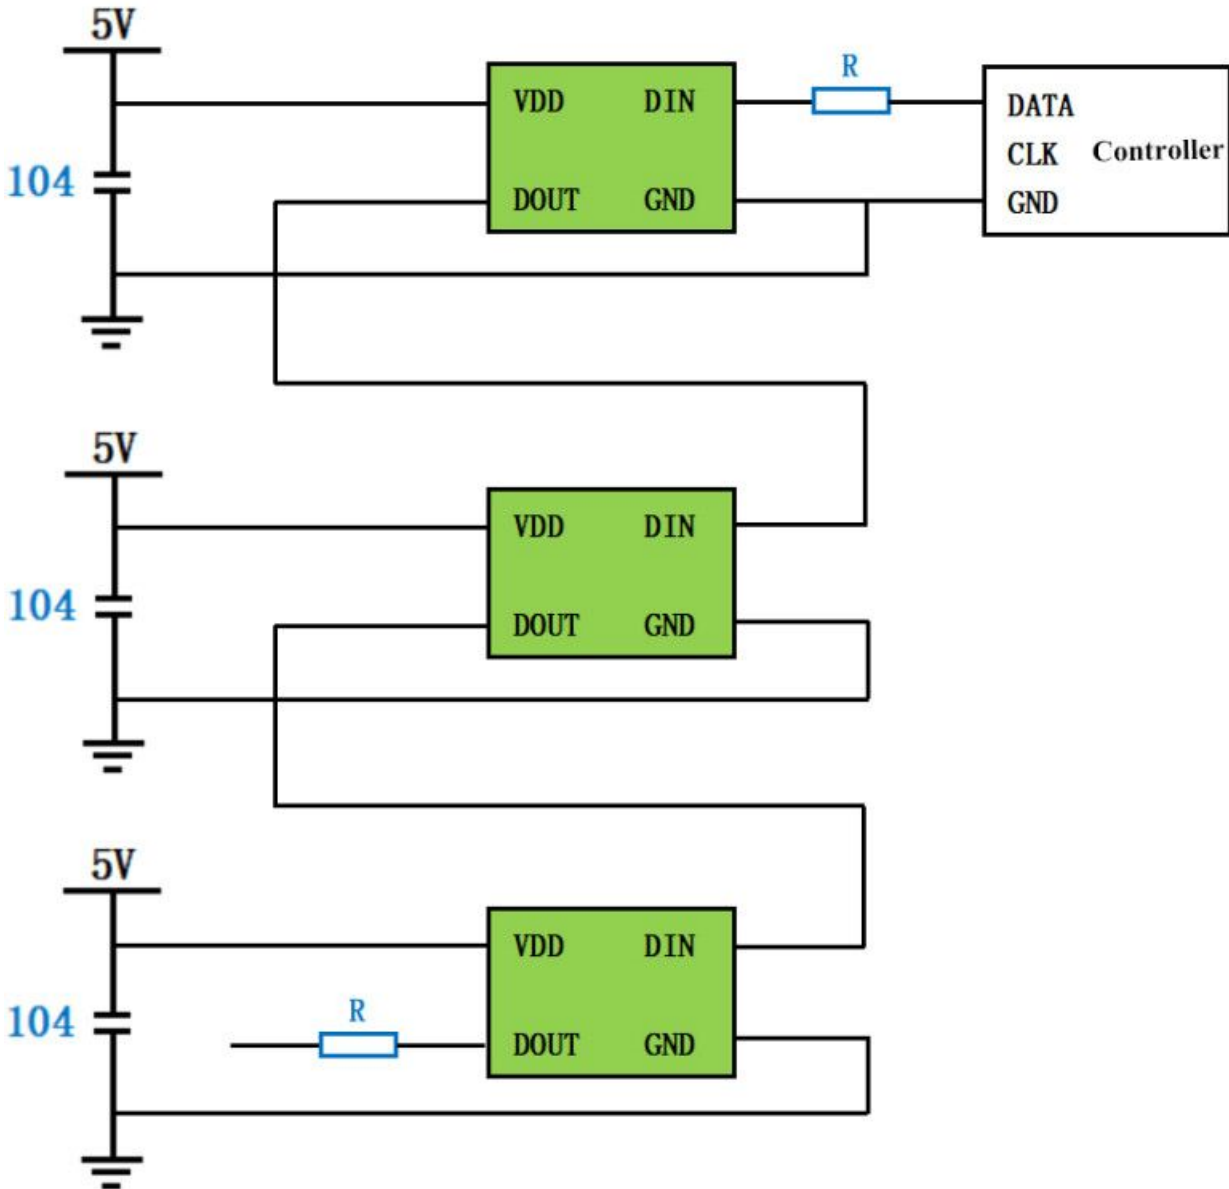 5V
R
VDD DIN
DATA
104
CLK Controller
DOUT GND
GND
5V
VDD DIN
104
DOUT GND
5V
VDD DIN
104
R
DOUT GND